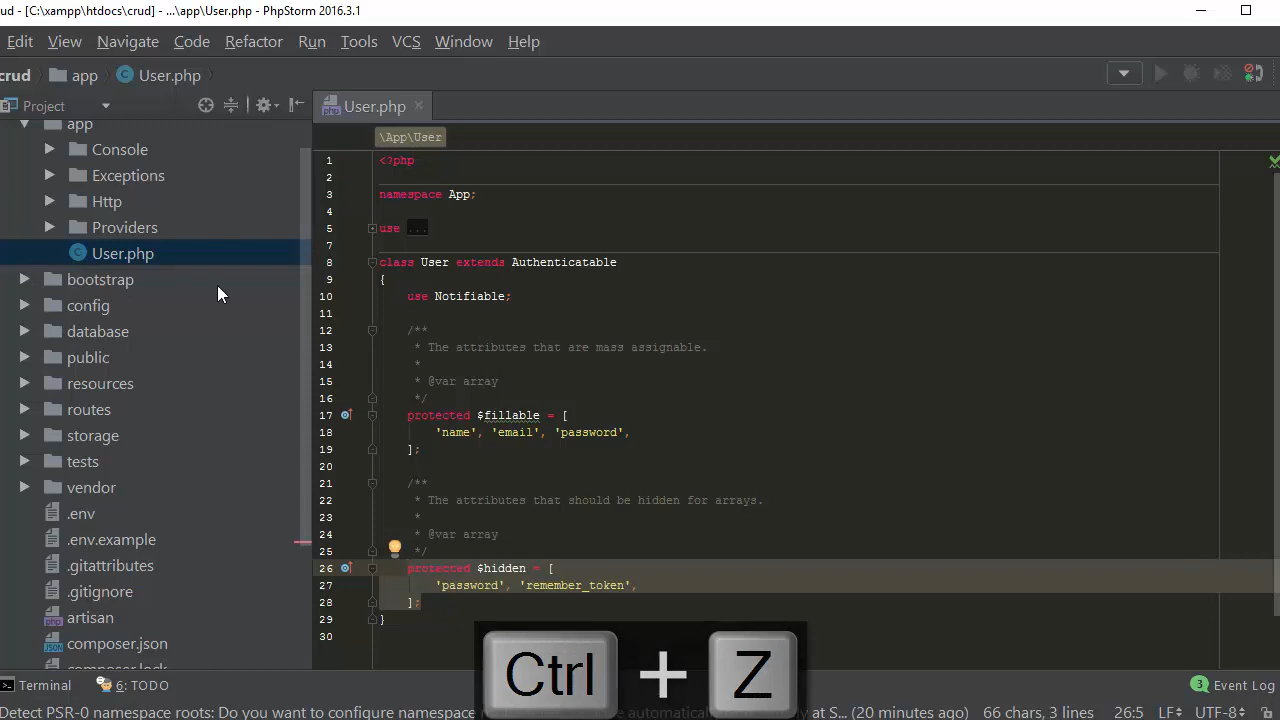 ud - [C:\xampp\htdocs\crud] - ...\app\User.php - PhpStorm 2016.3.1
Edit View Navigate Code Refactor Run Tools VCS Window Help
crud app User.php
Project
app
Console
Exceptions
Http
Providers
User.php
bootstrap
config
database
public
resources
routes
storage
tests
vendor
.env
.env.example
.gitattributes
.gitignore
artisan
composer.json
composer.lock
User.php
\App\User
1 <?php
2
3 namespace App;
4
5 use ...
7
8 class User extends Authenticatable
9 {
10 use Notifiable;
11
12 /**
13 * The attributes that are mass assignable.
14 *
15 * @var array
16 */
17 protected $fillable = [
18 'name', 'email', 'password',
19 ];
20
21 /**
22 * The attributes that should be hidden for arrays.
23 *
24 * @var array
25 */
26 protected $hidden = [
27 'password', 'remember_token',
28 ];
29 }
30
Ctrl + Z
Terminal 6: TODO 3 Event Log
Detect PSR-0 namespace roots: Do you want to configure namespace automatically at S... (20 minutes ago) 66 chars, 3 lines 26:5 LF÷ UTF-8÷